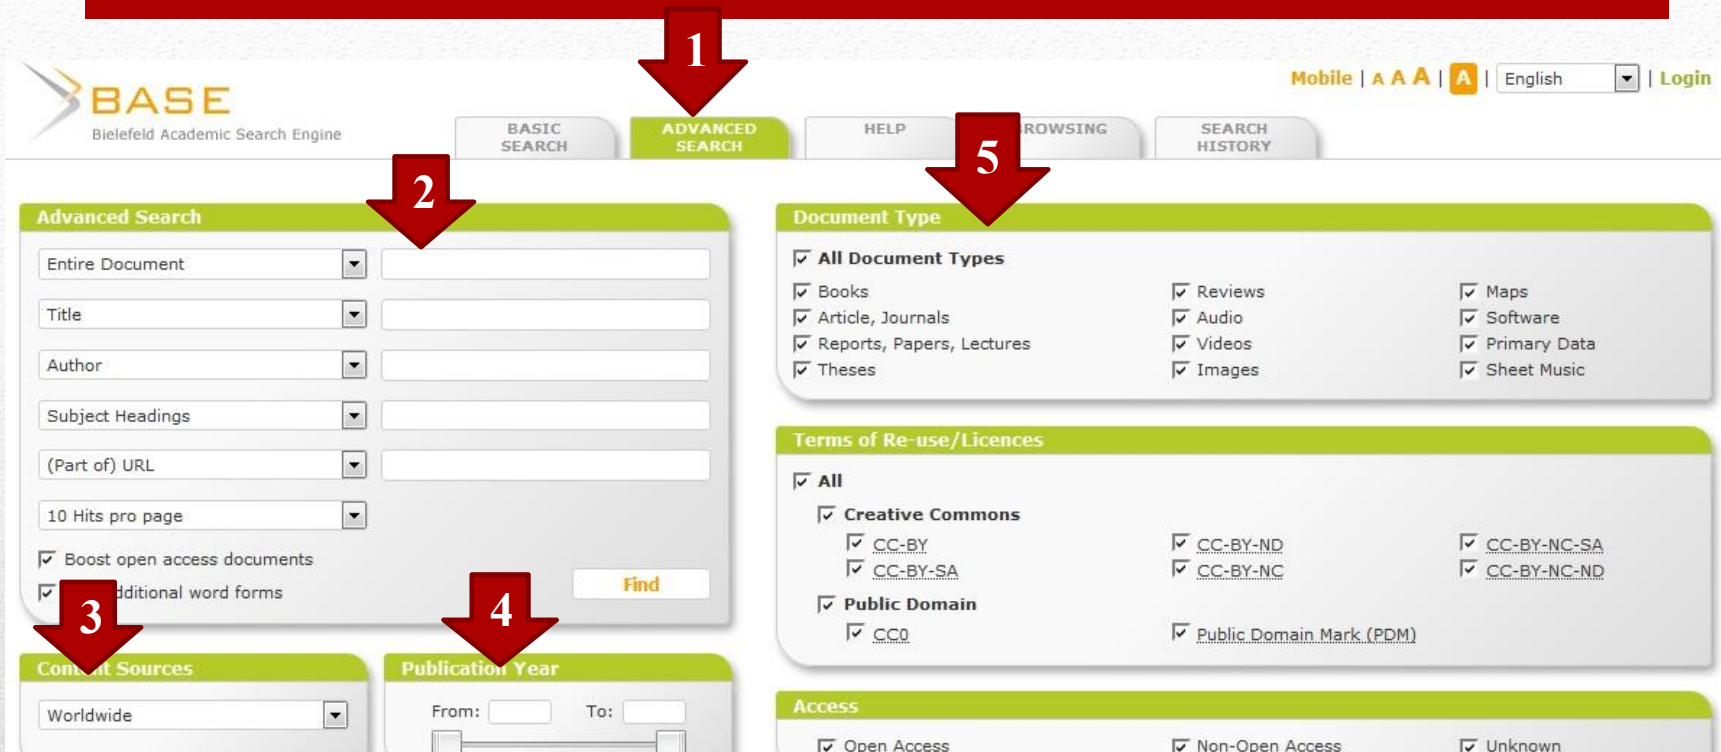 1
Mobile | A A A | A | English | Login
BASE
Bielefeld Academic Search Engine
BASIC
SEARCH
ADVANCED
SEARCH
HELP
ROWSING
SEARCH
HISTORY
5
2
Advanced Search
Entire Document
Title
Author
Subject Headings
(Part of) URL
10 Hits pro page
Boost open access documents
dditional word forms
Find
3
4
Content Sources
Worldwide
Publication Year
From: To:
Document Type
All Document Types
Books Reviews Maps
Article, Journals Audio Software
Reports, Papers, Lectures Videos Primary Data
Theses Images Sheet Music
Terms of Re-use/Licences
All
Creative Commons
CC-BY CC-BY-ND CC-BY-NC-SA
CC-BY-SA CC-BY-NC CC-BY-NC-ND
Public Domain
CC0 Public Domain Mark (PDM)
Access
Open Access Non-Open Access Unknown